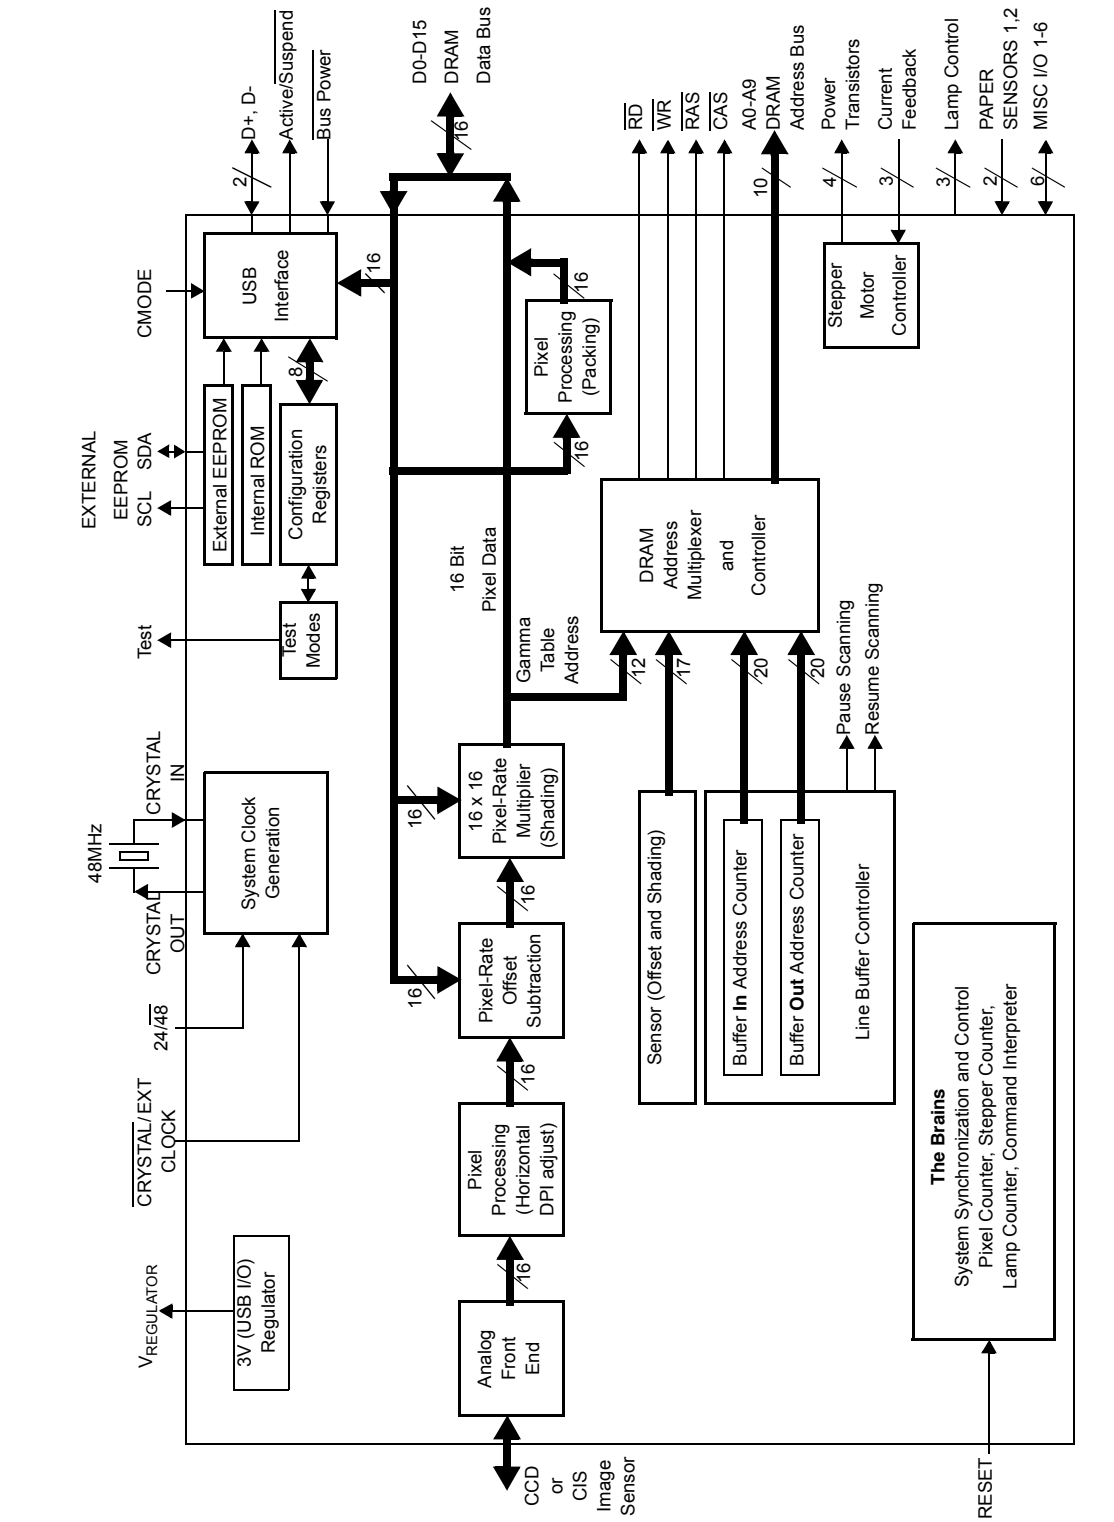 CCD
or
CIS
Image
Sensor
RESET
VREGULATOR
CRYSTAL/EXT
CLOCK
24/48
CRYSTAL
OUT
48MHz
CRYSTAL
IN
Test
EXTERNAL
EEPROM
SCL SDA
CMODE
3V (USB I/O)
Regulator
System Clock
Generation
Test
Modes
External EEPROM
Internal ROM
Configuration
Registers
8
USB
Interface
16
2
D+, D-
Active/Suspend
Bus Power
Analog
Front
End
16
Pixel
Processing
(Horizontal
DPI adjust)
16
Pixel-Rate
Offset
Subtraction
16
16
16 x 16
Pixel-Rate
Multiplier
(Shading)
16
16 Bit
Pixel Data
Gamma
Table
Address
16
Pixel
Processing
(Packing)
16
16
D0-D15
DRAM
Data Bus
Sensor (Offset and Shading)
Buffer In Address Counter
Buffer Out Address Counter
Line Buffer Controller
12
17
20
20
Pause Scanning
Resume Scanning
DRAM
Address
Multiplexer
and
Controller
RD
WR
RAS
CAS
10
A0-A9
DRAM
Address Bus
Stepper
Motor
Controller
4
Power
Transistors
3
Current
Feedback
3
Lamp Control
2
PAPER
SENSORS 1,2
6
MISC I/O 1-6
The Brains
System Synchronization and Control
Pixel Counter, Stepper Counter,
Lamp Counter, Command Interpreter